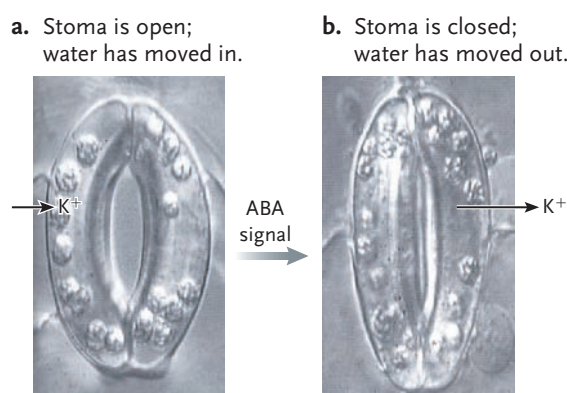 a. Stoma is open;
water has moved in.
b. Stoma is closed;
water has moved out.
K+
ABA
signal
K+